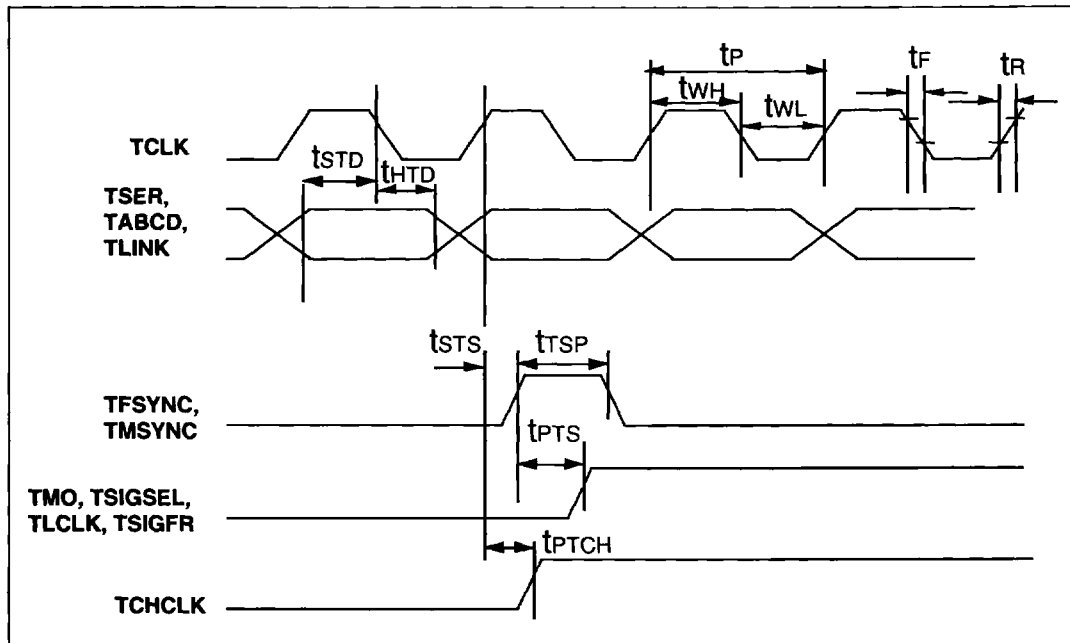 tP
tF
tR
tWH
tWL
TCLK
tSTD
tHTD
TSER,
TABCD,
TLINK
tSTS
tTSP
TFSYNC,
TMSYNC
tPTS
TMO, TSIGSEL,
TLCLK, TSIGFR
tPTCH
TCHCLK